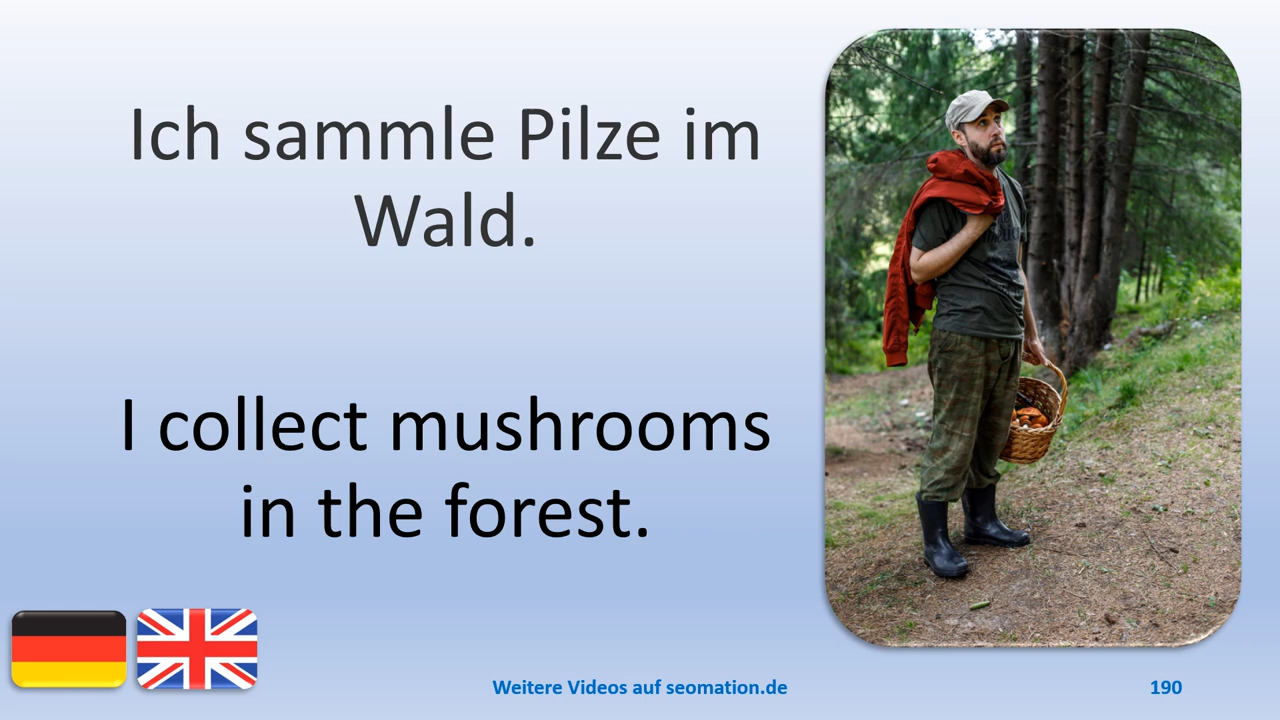 Ich sammle Pilze im
Wald.
I collect mushrooms
in the forest.
Weitere Videos auf seomation.de
190